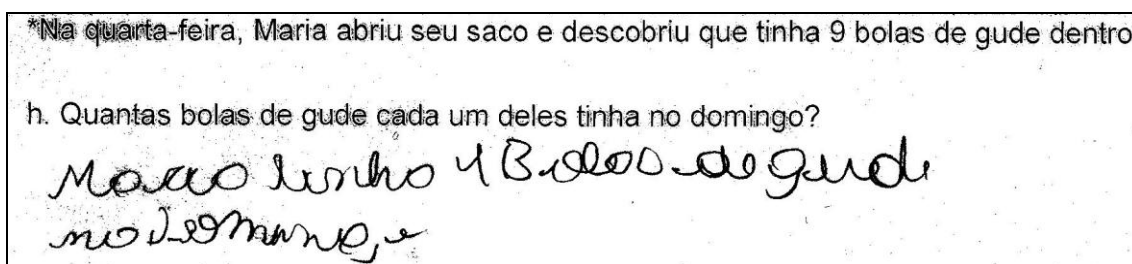 *Na quarta-feira, Maria abriu seu saco e descobriu que tinha 9 bolas de gude dentro
h. Quantas bolas de gude cada um deles tinha no domingo?
tinha 4 Bolas de gude
no